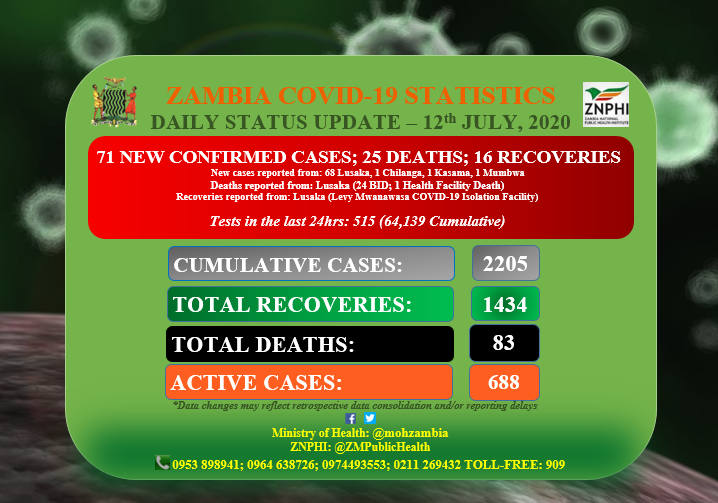 ZAMBIA COVID-19 STATISTICS
DAILY STATUS UPDATE – 12th JULY, 2020
ZNPHI
ZAMBIA NATIONAL
PUBLIC HEALTH INSTITUTE
71 NEW CONFIRMED CASES; 25 DEATHS; 16 RECOVERIES
New cases reported from: 68 Lusaka, 1 Chilanga, 1 Kasama, 1 Mumbwa
Deaths reported from: Lusaka (24 BID; 1 Health Facility Death)
Recoveries reported from: Lusaka (Levy Mwanawasa COVID-19 Isolation Facility)
Tests in the last 24hrs: 515 (64,139 Cumulative)
CUMULATIVE CASES: 2205
TOTAL RECOVERIES: 1434
TOTAL DEATHS: 83
ACTIVE CASES: 688
*Data changes may reflect retrospective data consolidation and/or reporting delays
Ministry of Health: @mohzambia
ZNPHI: @ZMPublicHealth
0953 898941; 0964 638726; 0974493553; 0211 269432 TOLL-FREE: 909